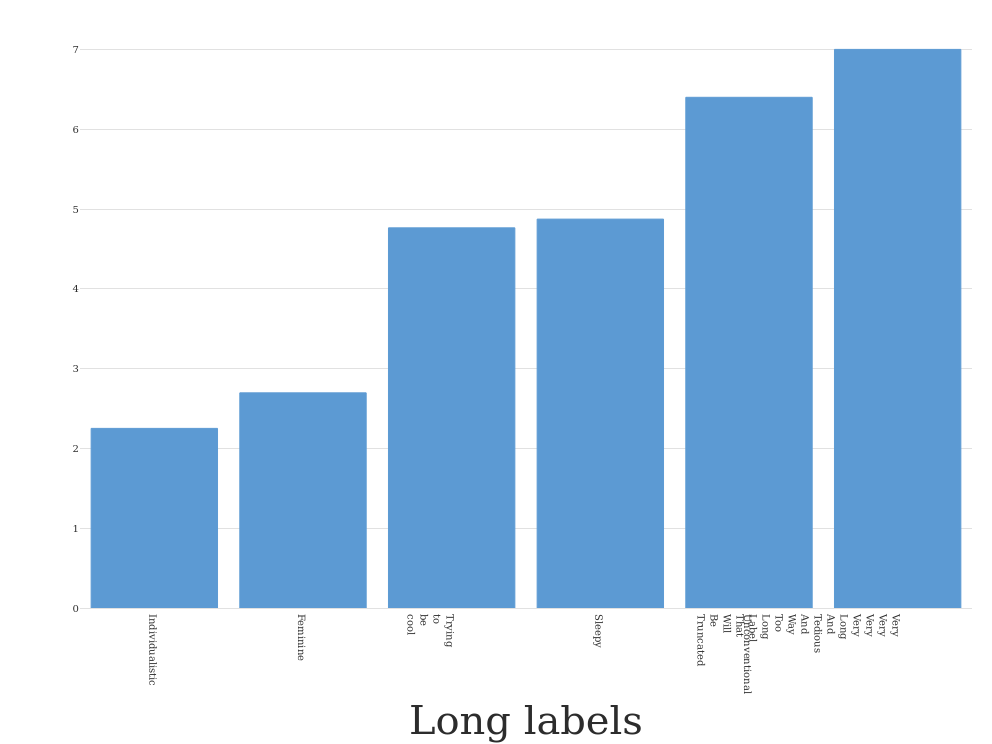 7
6
5
4
3
2
1
0
Individualistic
Feminine
Trying
to
be
cool
Sleepy
Unconventional
Very
Very
Very
Very
Long
And
Tedious
And
Way
Too
Long
Label
That
Will
Be
Truncated
Long labels